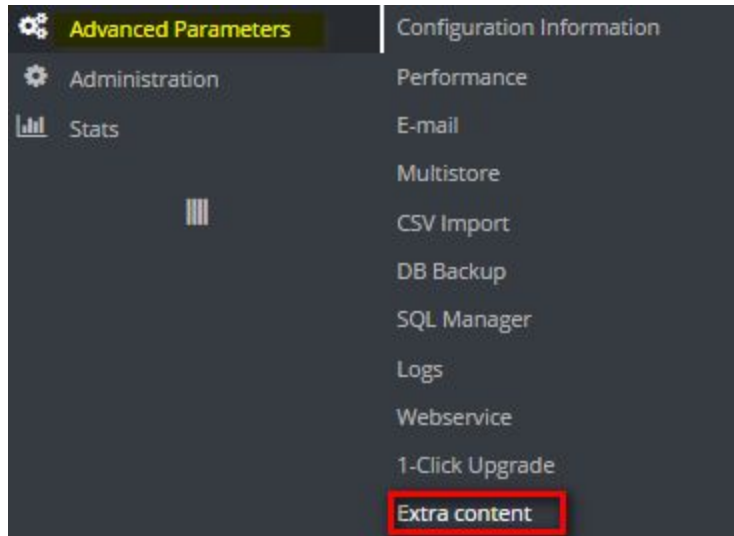 Advanced Parameters
Administration
Stats
Configuration Information
Performance
E-mail
Multistore
CSV Import
DB Backup
SQL Manager
Logs
Webservice
1-Click Upgrade
Extra content